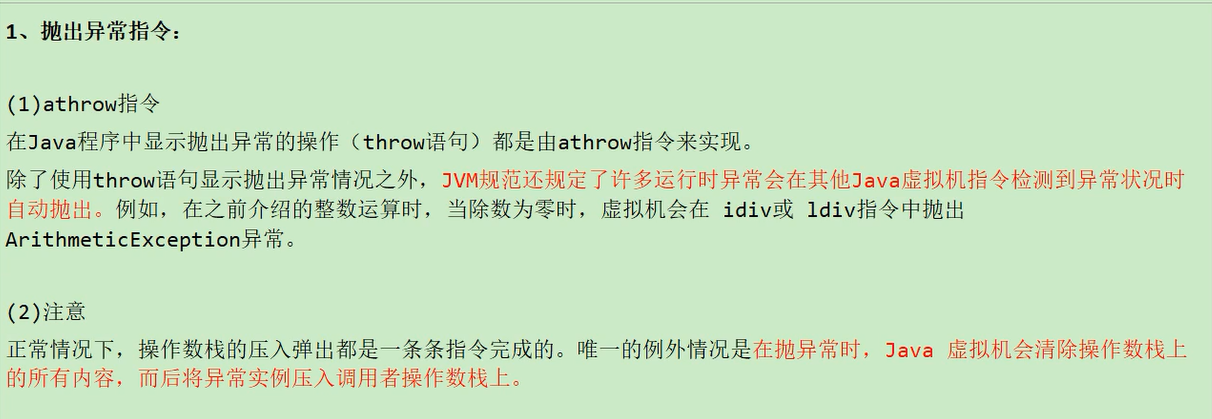 1、抛出异常指令：
(1)athrow指令
在Java程序中显示抛出异常的操作（throw语句）都是由athrow指令来实现。
除了使用throw语句显示抛出异常情况之外，JVM规范还规定了许多运行时异常会在其他Java虚拟机指令检测到异常状况时
自动抛出。例如，在之前介绍的整数运算时，当除数为零时，虚拟机会在 idiv或 ldiv指令中抛出
ArithmeticException异常。
(2)注意
正常情况下，操作数栈的压入弹出都是一条条指令完成的。唯一的例外情况是在抛异常时，Java 虚拟机会清除操作数栈上
的所有内容，而后将异常实例压入调用者操作数栈上。